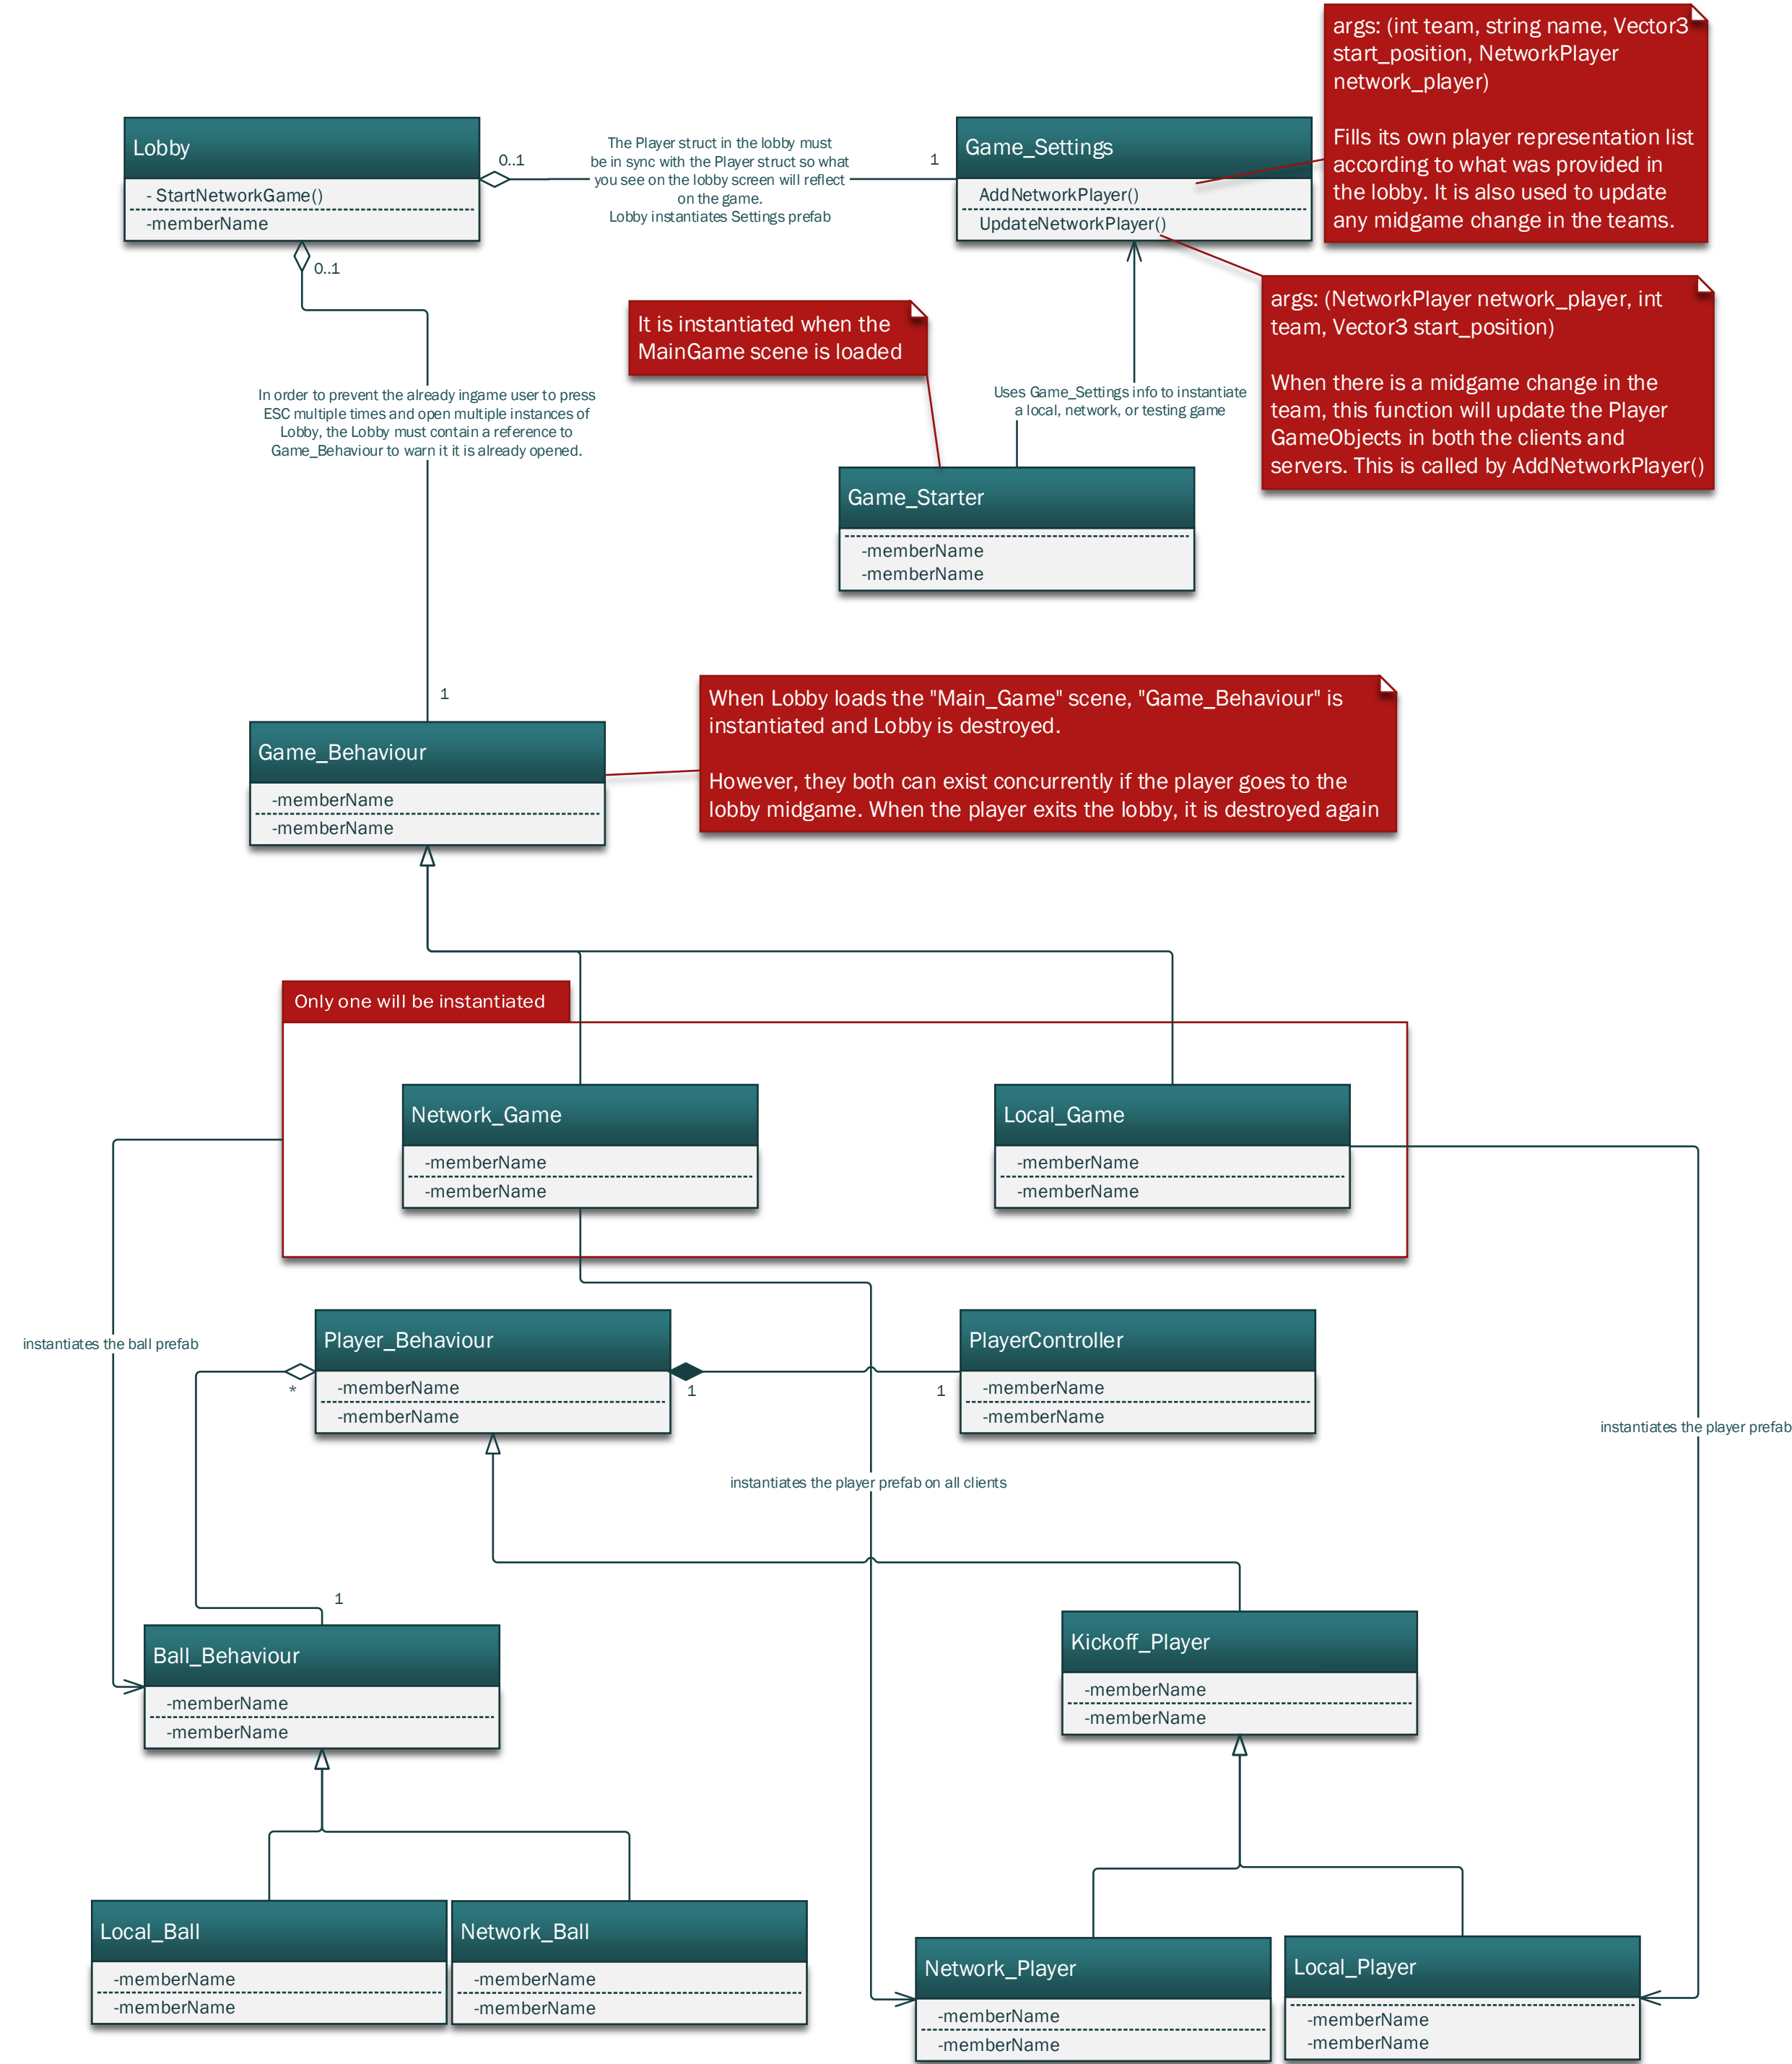 args: (int team, string name, Vector3
start_position, NetworkPlayer
network_player)
Fills its own player representation list
according to what was provided in
the lobby. It is also used to update
any midgame change in the teams.
Lobby
- StartNetworkGame()
-memberName
0..1
The Player struct in the lobby must
be in sync with the Player struct so what
you see on the lobby screen will reflect
on the game.
Lobby instantiates Settings prefab
1
Game_Settings
AddNetworkPlayer()
UpdateNetworkPlayer()
0..1
args: (NetworkPlayer network_player, int
team, Vector3 start_position)
When there is a midgame change in the
team, this function will update the Player
GameObjects in both the clients and
servers. This is called by AddNetworkPlayer()
It is instantiated when the
MainGame scene is loaded
Uses Game_Settings info to instantiate
a local, network, or testing game
In order to prevent the already ingame user to press
ESC multiple times and open multiple instances of
Lobby, the Lobby must contain a reference to
Game_Behaviour to warn it it is already opened.
Game_Starter
-memberName
-memberName
1
When Lobby loads the "Main_Game" scene, "Game_Behaviour" is
instantiated and Lobby is destroyed.
However, they both can exist concurrently if the player goes to the
lobby midgame. When the player exits the lobby, it is destroyed again
Game_Behaviour
-memberName
-memberName
Only one will be instantiated
Network_Game
-memberName
-memberName
Local_Game
-memberName
-memberName
instantiates the ball prefab
Player_Behaviour
-memberName
-memberName
*
1
1
PlayerController
-memberName
-memberName
instantiates the player prefab
instantiates the player prefab on all clients
1
Ball_Behaviour
-memberName
-memberName
Kickoff_Player
-memberName
-memberName
Local_Ball
-memberName
-memberName
Network_Ball
-memberName
-memberName
Network_Player
-memberName
-memberName
Local_Player
-memberName
-memberName